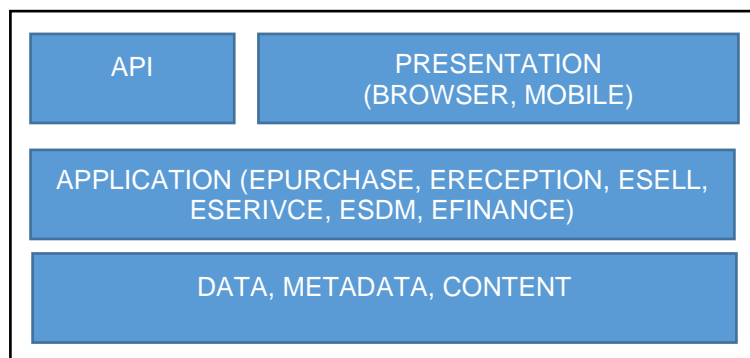 API
PRESENTATION
(BROWSER, MOBILE)
APPLICATION (EPURCHASE, ERECEPTION, ESELL,
ESERIVCE, ESDM, EFINANCE)
DATA, METADATA, CONTENT